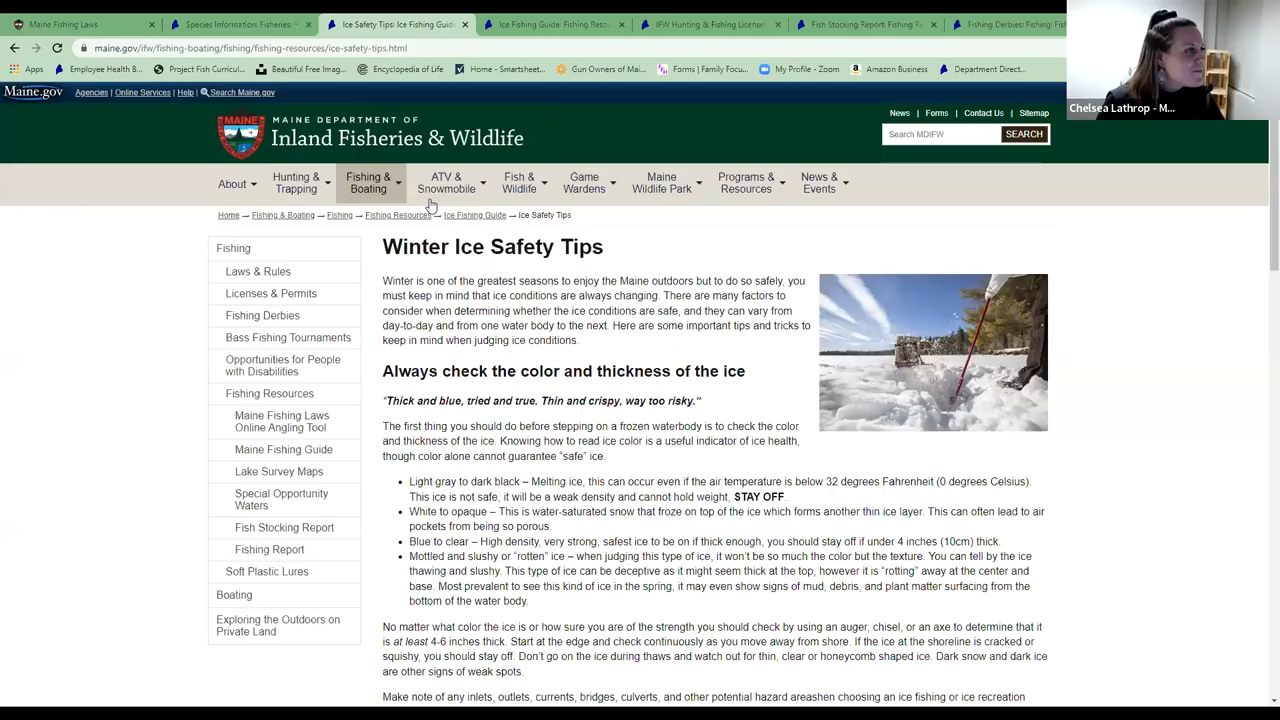 Maine Fishing Laws
Species Information: Fisheries:
Ice Safety Tips: Ice Fishing Guide
Ice Fishing Guide: Fishing Resou
IFW Hunting & Fishing Licenses
Fish Stocking Report: Fishing R
Fishing Derbies: Fishing: Fish
maine.gov/ifw/fishing-boating/fishing/fishing-resources/ice-safety-tips.html
Apps
Employee Health B...
Project Fish Curricul...
Beautiful Free Imag...
Encyclopedia of Life
Home - Smartsheet...
Gun Owners of Mai...
Forms | Family Focu...
My Profile - Zoom
Amazon Business
Department Direct...
Chelsea Lathrop - M...
Maine.gov
Agencies | Online Services | Help | Search Maine.gov
MAINE
MAINE DEPARTMENT OF
Inland Fisheries & Wildlife
News | Forms | Contact Us | Sitemap
Search MDIFW
SEARCH
About
Hunting &
Trapping
Fishing &
Boating
ATV &
Snowmobile
Fish &
Wildlife
Game
Wardens
Maine
Wildlife Park
Programs &
Resources
News &
Events
Home → Fishing & Boating → Fishing → Fishing Resources → Ice Fishing Guide → Ice Safety Tips
Fishing
Laws & Rules
Licenses & Permits
Fishing Derbies
Bass Fishing Tournaments
Opportunities for People
with Disabilities
Fishing Resources
Maine Fishing Laws
Online Angling Tool
Maine Fishing Guide
Lake Survey Maps
Special Opportunity
Waters
Fish Stocking Report
Fishing Report
Soft Plastic Lures
Boating
Exploring the Outdoors on
Private Land
Winter Ice Safety Tips
Winter is one of the greatest seasons to enjoy the Maine outdoors but to do so safely, you
must keep in mind that ice conditions are always changing. There are many factors to
consider when determining whether the ice conditions are safe, and they can vary from
day-to-day and from one water body to the next. Here are some important tips and tricks to
keep in mind when judging ice conditions.
Always check the color and thickness of the ice
“Thick and blue, tried and true. Thin and crispy, way too risky.”
The first thing you should do before stepping on a frozen waterbody is to check the color
and thickness of the ice. Knowing how to read ice color is a useful indicator of ice health,
though color alone cannot guarantee “safe” ice.
• Light gray to dark black – Melting ice, this can occur even if the air temperature is below 32 degrees Fahrenheit (0 degrees Celsius).
This ice is not safe, it will be a weak density and cannot hold weight, STAY OFF.
• White to opaque – This is water-saturated snow that froze on top of the ice which forms another thin ice layer. This can often lead to air
pockets from being so porous.
• Blue to clear – High density, very strong, safest ice to be on if thick enough, you should stay off if under 4 inches (10cm) thick.
• Mottled and slushy or “rotten” ice – when judging this type of ice, it won’t be so much the color but the texture. You can tell by the ice
thawing and slushy. This type of ice can be deceptive as it might seem thick at the top, however it is “rotting” away at the center and
base. Most prevalent to see this kind of ice in the spring, it may even show signs of mud, debris, and plant matter surfacing from the
bottom of the water body.
No matter what color the ice is or how sure you are of the strength you should check by using an auger, chisel, or an axe to determine that it
is at least 4-6 inches thick. Start at the edge and check continuously as you move away from shore. If the ice at the shoreline is cracked or
squishy, you should stay off. Don’t go on the ice during thaws and watch out for thin, clear or honeycomb shaped ice. Dark snow and dark ice
are other signs of weak spots.
Make note of any inlets, outlets, currents, bridges, culverts, and other potential hazard areashen choosing an ice fishing or ice recreation